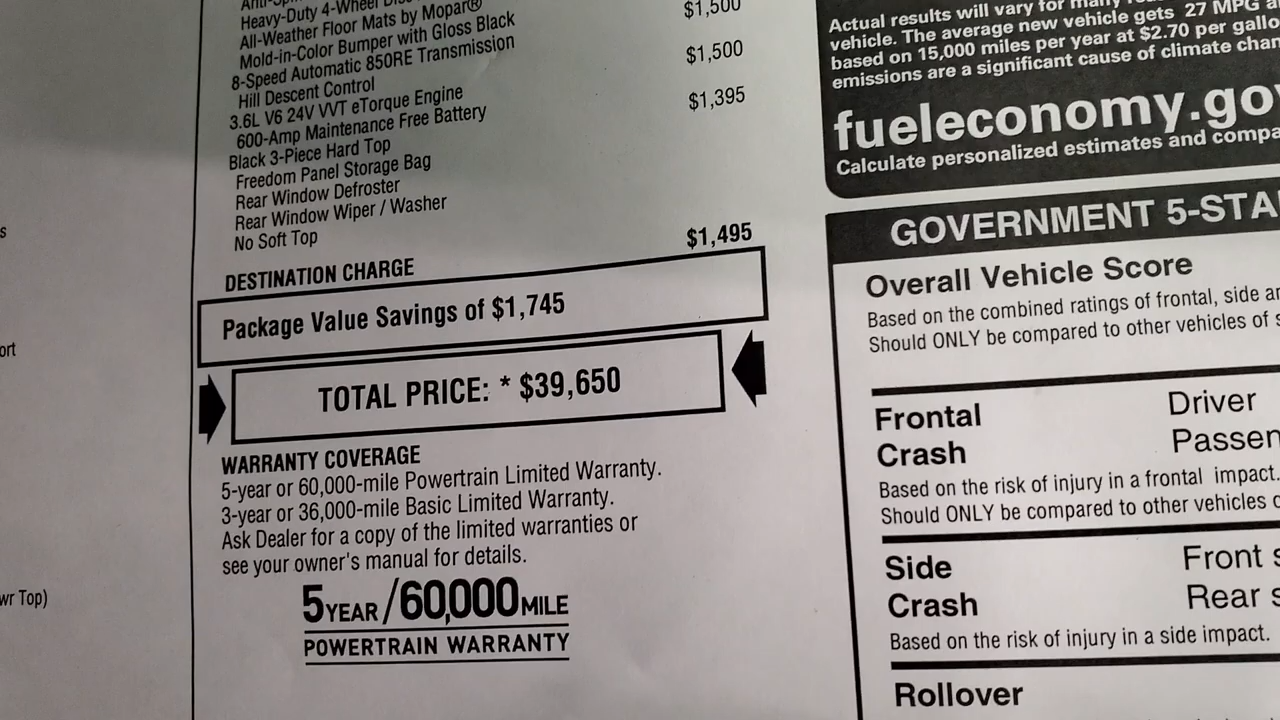 Heavy-Duty 4-Wheel
All-Weather Floor Mats by Mopar®
Mold-in-Color Bumper with Gloss Black
8-Speed Automatic 850RE Transmission
Hill Descent Control
3.6L V6 24V VVT eTorque Engine
600-Amp Maintenance Free Battery
Black 3-Piece Hard Top
Freedom Panel Storage Bag
Rear Window Defroster
Rear Window Wiper / Washer
No Soft Top
DESTINATION CHARGE
$1,500
$1,500
$1,395
$1,495
Package Value Savings of $1,745
TOTAL PRICE: * $39,650
WARRANTY COVERAGE
5-year or 60,000-mile Powertrain Limited Warranty.
3-year or 36,000-mile Basic Limited Warranty.
Ask Dealer for a copy of the limited warranties or
see your owner's manual for details.
5YEAR/60,000MILE
POWERTRAIN WARRANTY
s
ort
wr Top)
Actual results will vary for many
vehicle. The average new vehicle gets 27 MPG
based on 15,000 miles per year at $2.70 per gallo
emissions are a significant cause of climate chan
fueleconomy.go
Calculate personalized estimates and compa
GOVERNMENT 5-STA
Overall Vehicle Score
Based on the combined ratings of frontal, side
Should ONLY be compared to other vehicles of s
Frontal Driver
Crash Passen
Based on the risk of injury in a frontal impact.
Should ONLY be compared to other vehicles
Side Front s
Crash Rear s
Based on the risk of injury in a side impact.
Rollover